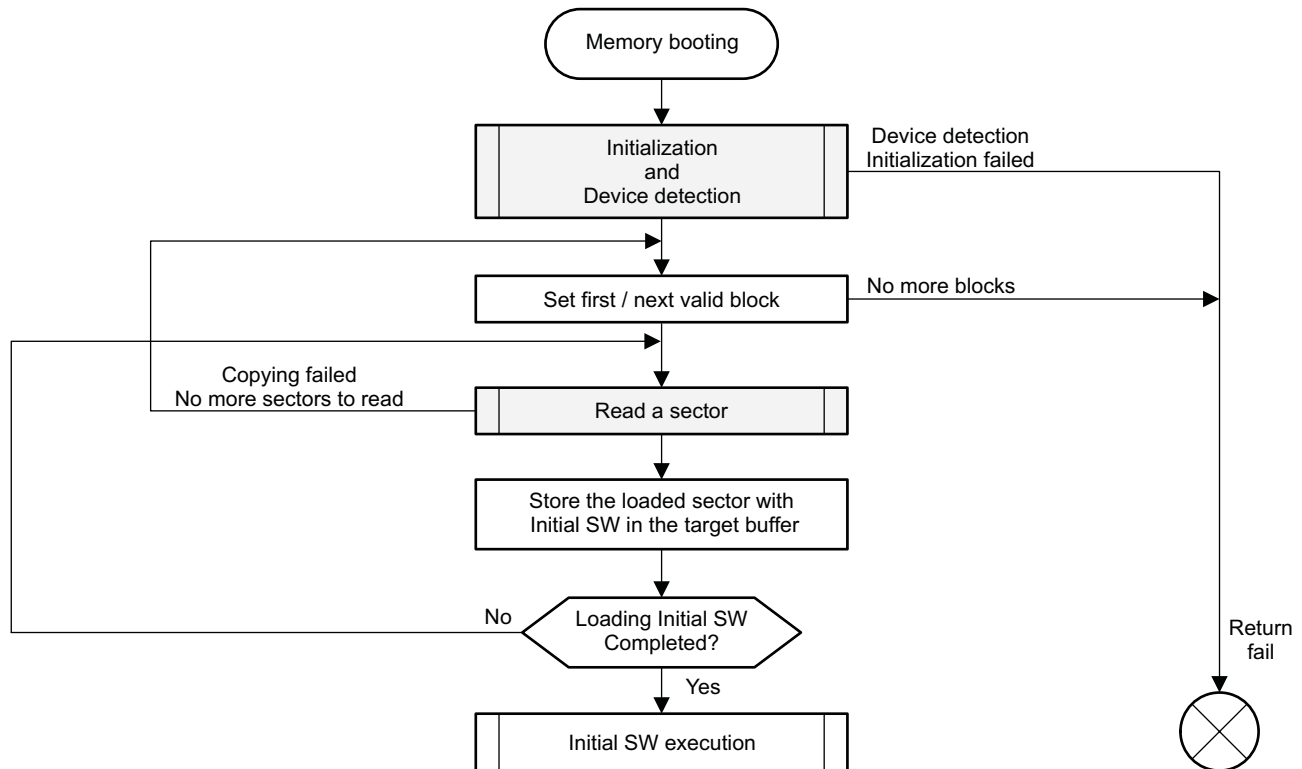 Memory booting
Initialization
and
Device detection
Device detection
Initialization failed
Set first / next valid block
No more blocks
Copying failed
No more sectors to read
Read a sector
Store the loaded sector with
Initial SW in the target buffer
No
Loading Initial SW
Completed?
Return
fail
Yes
Initial SW execution